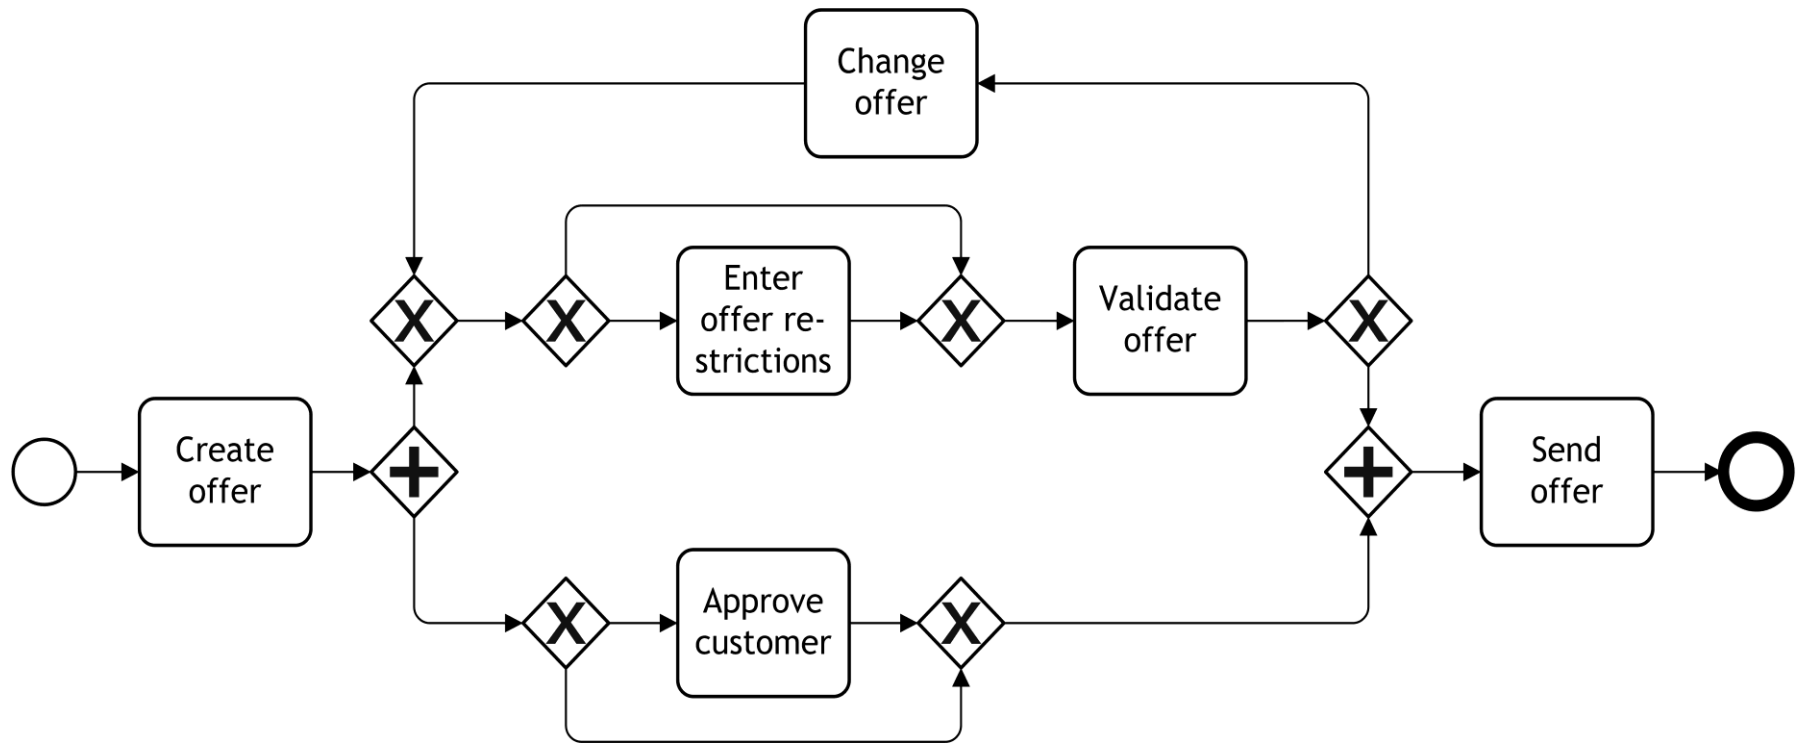 Change
offer
Enter
offer re-
strictions
Validate
offer
Create
offer
Send
offer
Approve
customer